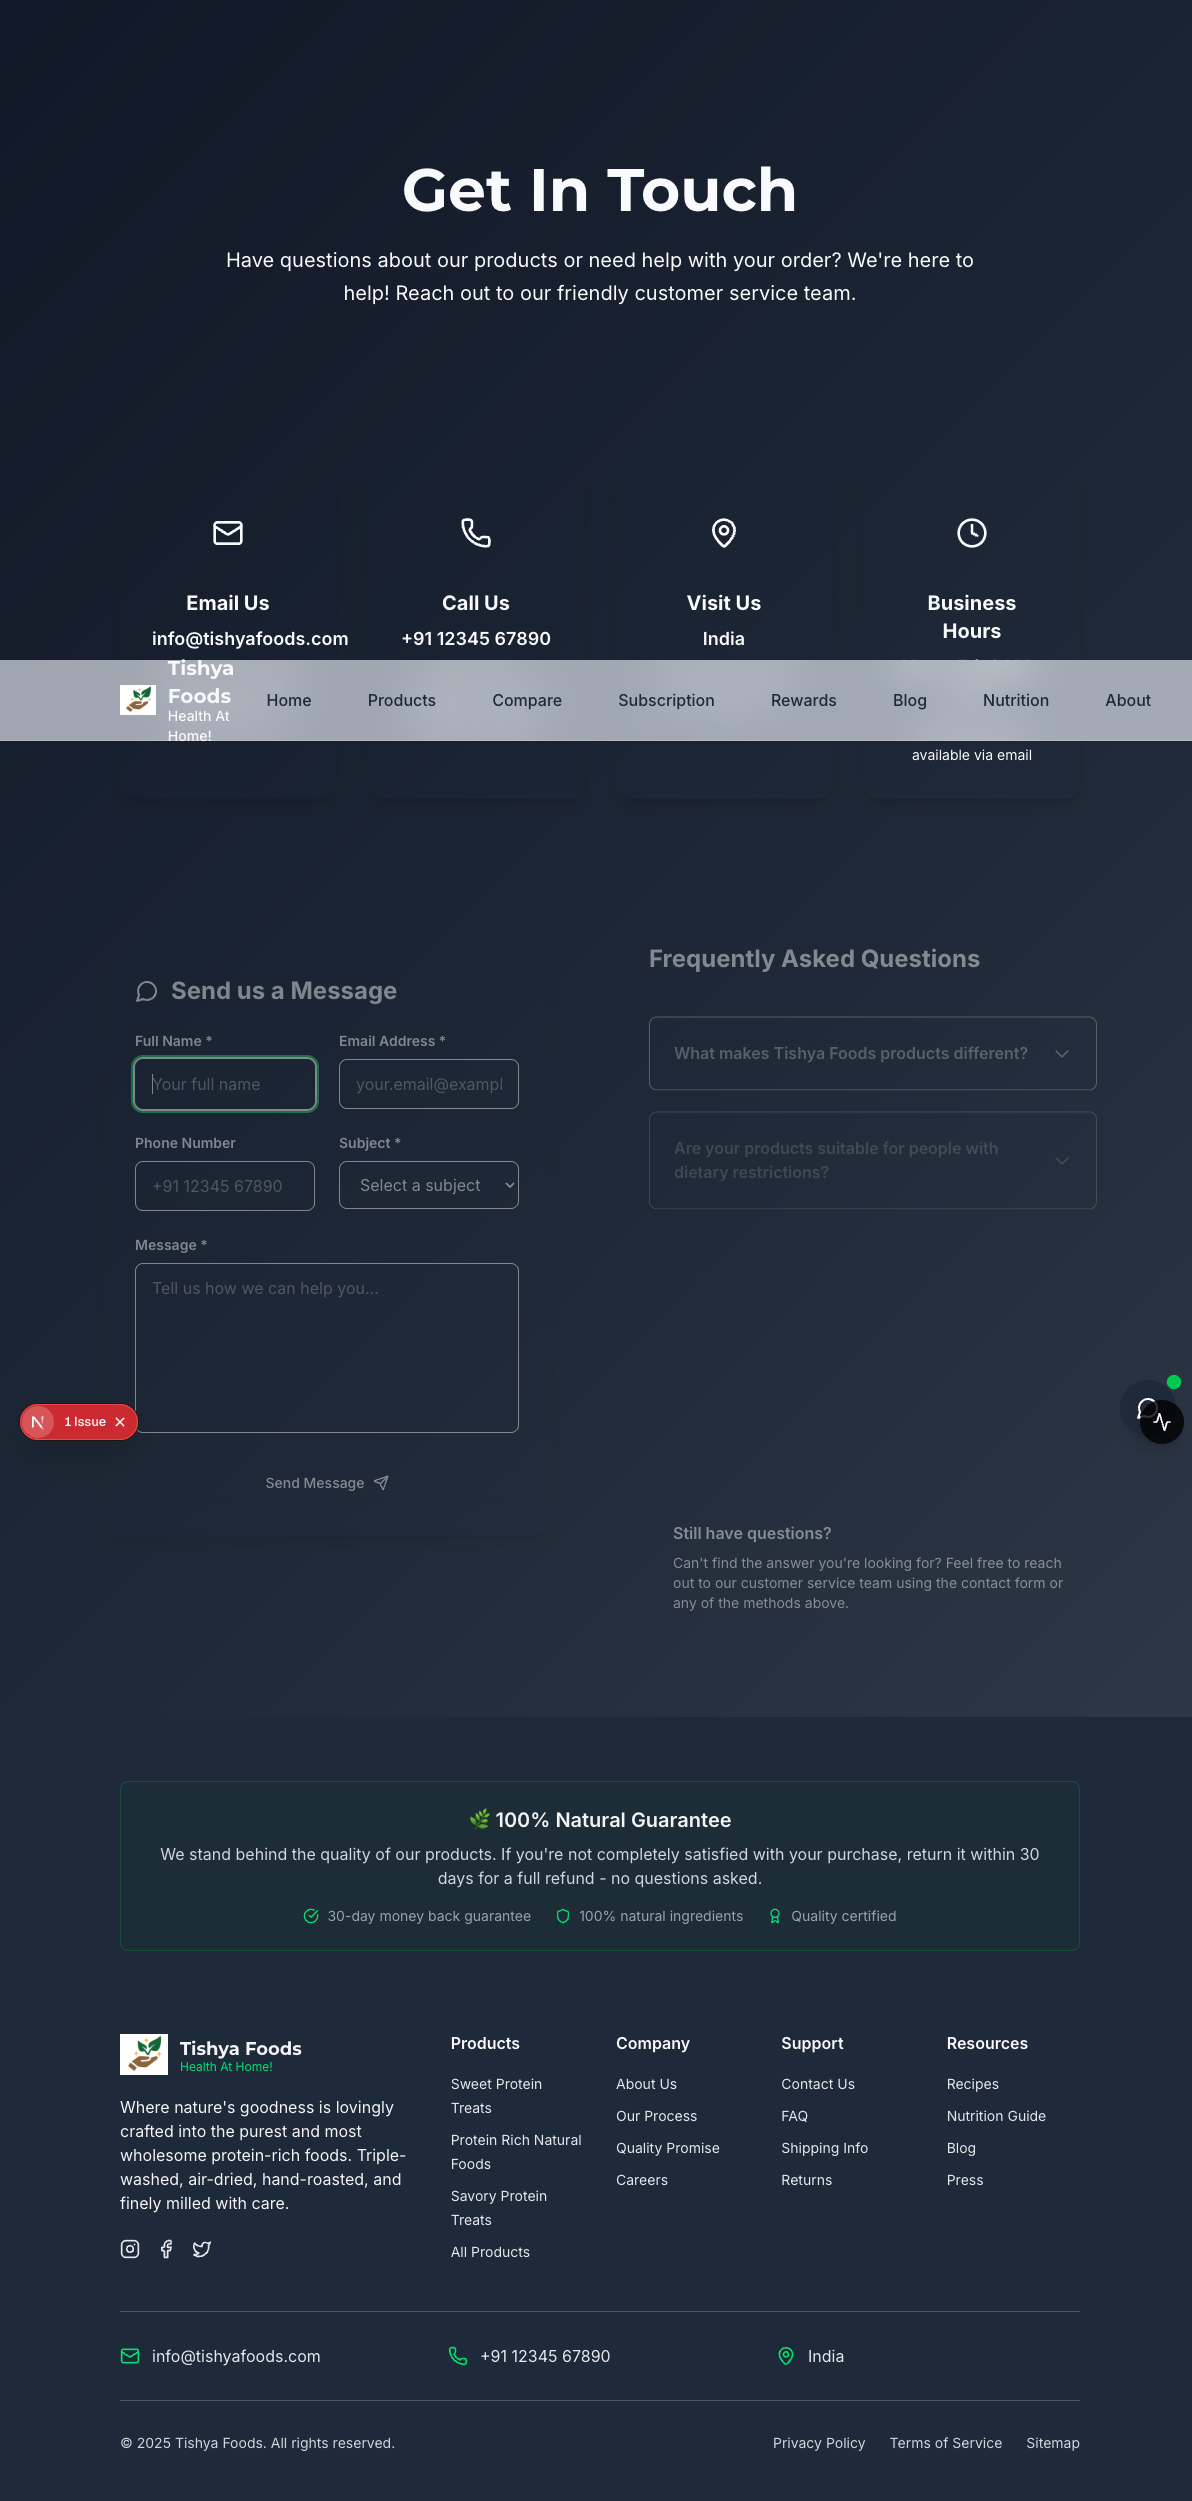 Get In Touch
Have questions about our products or need help with your order? We're here to
help! Reach out to our friendly customer service team.
Email Us
info@tishyafoods.com
Call Us
+91 12345 67890
Visit Us
India
Business
Hours
available via email
Tishya
Foods
Health At
Home!
Home
Products
Compare
Subscription
Rewards
Blog
Nutrition
About
Send us a Message
Full Name *
Your full name
Email Address *
your.email@exampl
Phone Number
+91 12345 67890
Subject *
Select a subject
Message *
Tell us how we can help you...
1 Issue
Send Message
Frequently Asked Questions
What makes Tishya Foods products different?
Are your products suitable for people with
dietary restrictions?
Still have questions?
Can't find the answer you're looking for? Feel free to reach
out to our customer service team using the contact form or
any of the methods above.
100% Natural Guarantee
We stand behind the quality of our products. If you're not completely satisfied with your purchase, return it within 30
days for a full refund - no questions asked.
30-day money back guarantee
100% natural ingredients
Quality certified
Tishya Foods
Health At Home!
Where nature's goodness is lovingly
crafted into the purest and most
wholesome protein-rich foods. Triple-
washed, air-dried, hand-roasted, and
finely milled with care.
Products
Sweet Protein
Treats
Protein Rich Natural
Foods
Savory Protein
Treats
All Products
Company
About Us
Our Process
Quality Promise
Careers
Support
Contact Us
FAQ
Shipping Info
Returns
Resources
Recipes
Nutrition Guide
Blog
Press
info@tishyafoods.com
+91 12345 67890
India
© 2025 Tishya Foods. All rights reserved.
Privacy Policy
Terms of Service
Sitemap